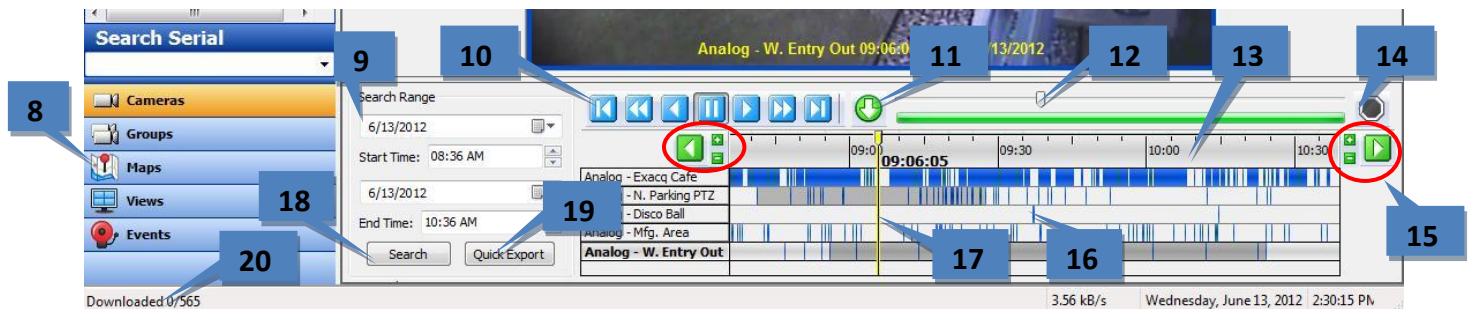 Search Serial
Analog - W. Entry Out 09:06:0 /13/2012
9
10
11
12
13
14
8
Cameras
Groups
Maps
Views
Events
Search Range
6/13/2012
Start Time: 08:36 AM
6/13/2012
End Time: 10:36 AM
Search
Quick Export
09:00
09:30
10:00
10:30
09:06:05
Analog - Exacq Cafe
- N. Parking PTZ
- Disco Ball
Analog - Mfg. Area
Analog - W. Entry Out
18
19
20
17
16
15
Downloaded 0/565
3.56 kB/s
Wednesday, June 13, 2012
2:30:15 PM